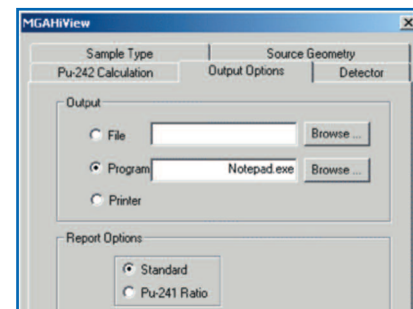 MGAHiView
Sample Type Source Geometry
Pu-242 Calculation Output Options Detector
Output
File Browse ...
Program Notepad.exe Browse ...
Printer
Report Options
Standard
Pu-241 Ratio